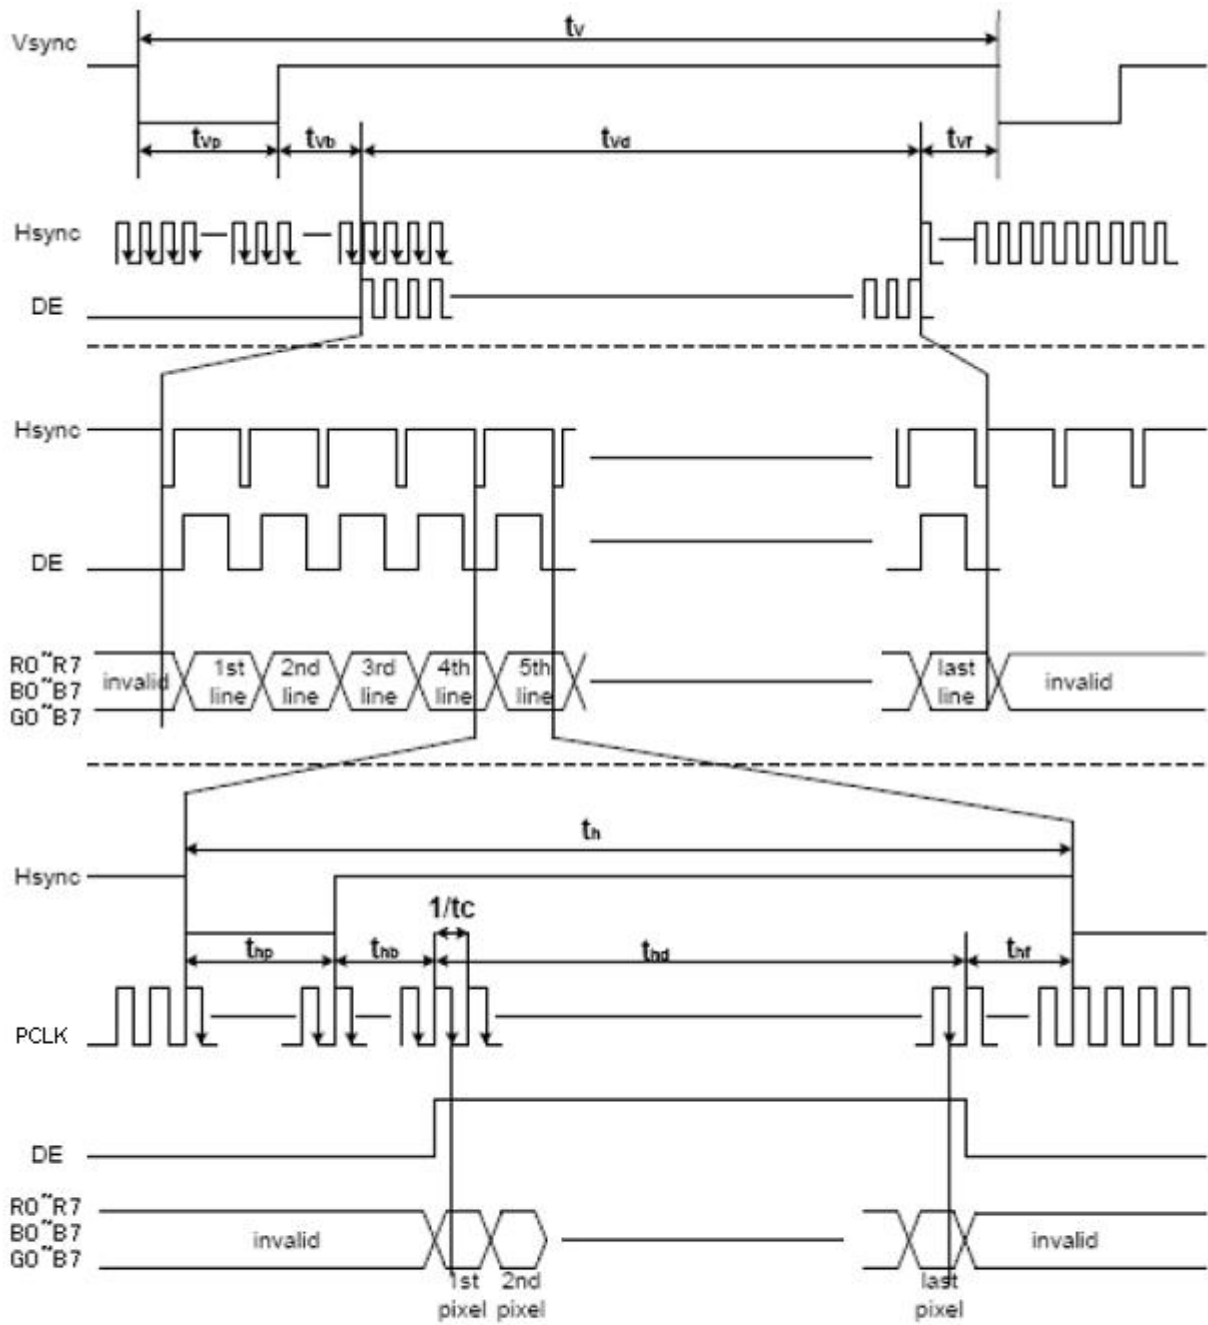 tv
Vsync
tvp
tvb
tvd
tvf
Hsync
DE
Hsync
DE
R0~R7
B0~B7
G0~B7
invalid
1st line
2nd line
3rd line
4th line
5th line
last line
invalid
th
Hsync
1/tc
thp
thb
thd
thf
PCLK
DE
R0~R7
B0~B7
G0~B7
invalid
1st pixel
2nd pixel
last pixel
invalid